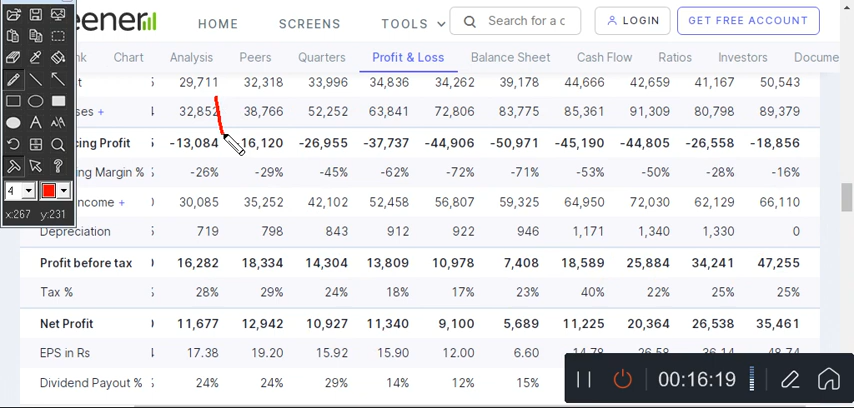 eener
HOME
SCREENS
TOOLS
Search for a c
LOGIN
GET FREE ACCOUNT
nk
Chart
Analysis
Peers
Quarters
Profit & Loss
Balance Sheet
Cash Flow
Ratios
Investors
Docume
t 29,711 32,318 33,996 34,836 34,262 39,178 44,666 42,659 41,167 50,543
ses + 32,852 38,766 52,252 63,841 72,806 83,775 85,361 91,309 80,798 89,379
cing Profit -13,084 16,120 -26,955 -37,737 -44,906 -50,971 -45,190 -44,805 -26,558 -18,856
ing Margin % -26% -29% -45% -62% -72% -71% -53% -50% -28% -16%
ncome + 30,085 35,252 42,102 52,458 56,807 59,325 64,950 72,030 62,129 66,110
Depreciation 719 798 843 912 922 946 1,171 1,340 1,330 0
Profit before tax 16,282 18,334 14,304 13,809 10,978 7,408 18,589 25,884 34,241 47,255
Tax % 28% 29% 24% 18% 17% 23% 40% 22% 25% 25%
Net Profit 11,677 12,942 10,927 11,340 9,100 5,689 11,225 20,364 26,538 35,461
EPS in Rs 17.38 19.20 15.92 15.90 12.00 6.60
Dividend Payout % 24% 24% 29% 14% 12% 15%
4
x:267 y:231
00:16:19